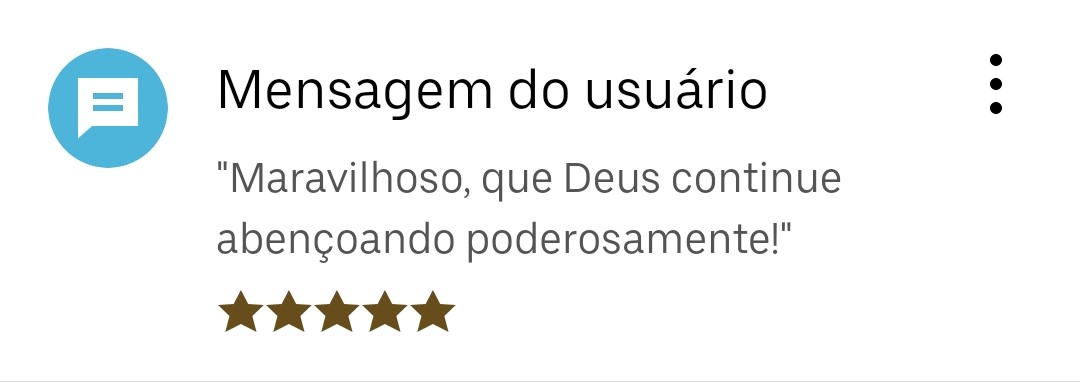 Mensagem do usuário
"Maravilhoso, que Deus continue
abençoando poderosamente!"